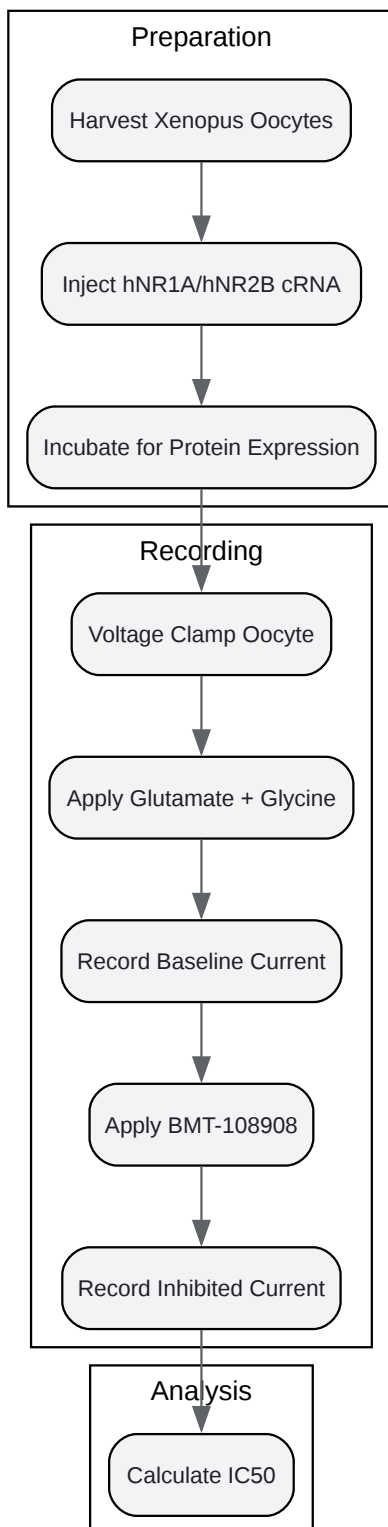 Preparation
Harvest Xenopus Oocytes
Inject hNR1A/hNR2B cRNA
Incubate for Protein Expression
Recording
Voltage Clamp Oocyte
Apply Glutamate + Glycine
Record Baseline Current
Apply BMT-108908
Record Inhibited Current
Analysis
Calculate IC50